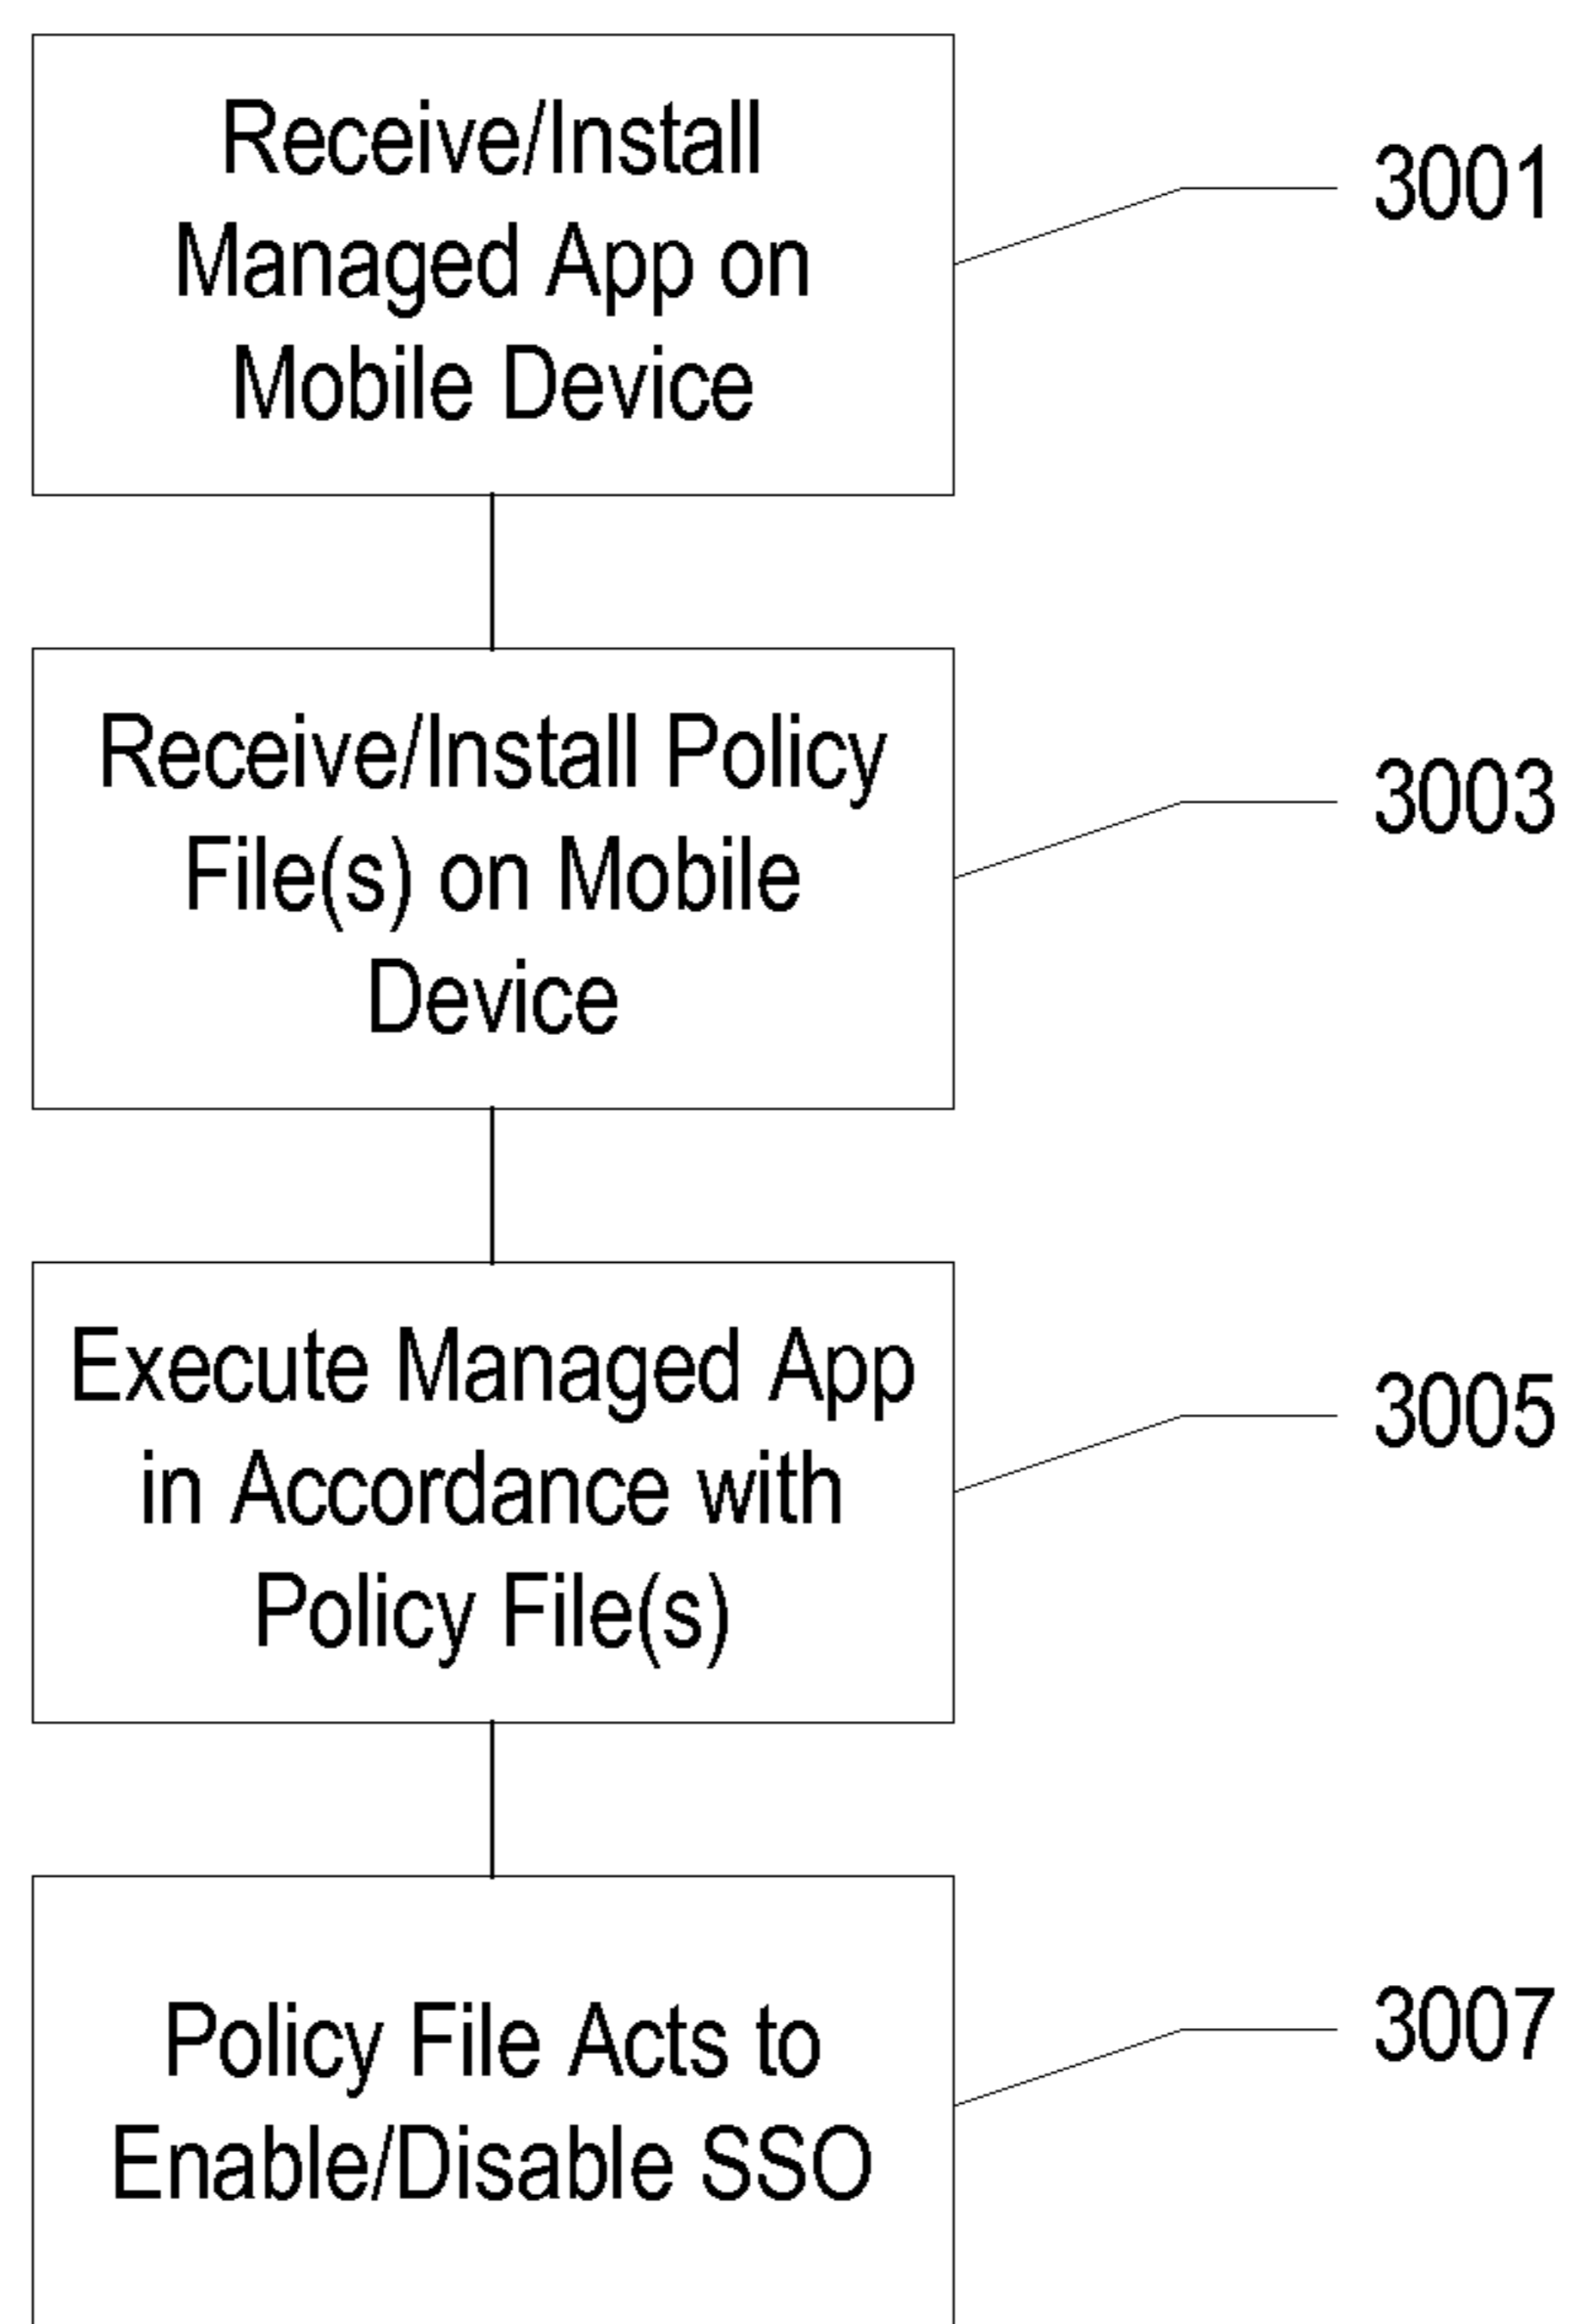 Receive/Install
Managed App on
Mobile Device
3001
Receive/Install Policy
File(s) on Mobile
Device
3003
Execute Managed App
in Accordance with
Policy File(s)
3005
Policy File Acts to
Enable/Disable SSO
3007